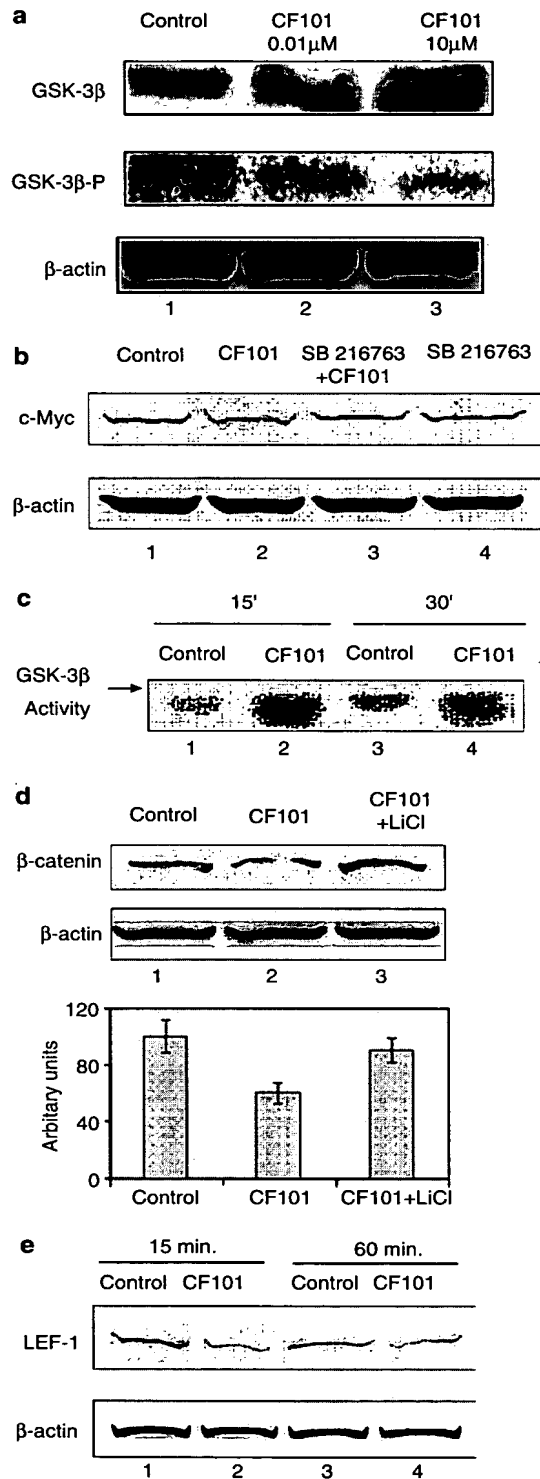 a
Control CF101 0.01μM CF101 10μM
GSK-3β
GSK-3β-P
β-actin
1 2 3
b
Control CF101 SB 216763 +CF101 SB 216763
c-Myc
β-actin
1 2 3 4
c
15' 30'
Control CF101 Control CF101
GSK-3β
Activity
1 2 3 4
d
Control CF101 CF101 +LiCl
β-catenin
β-actin
1 2 3
120
80
40
0
Arbitary units
Control CF101 CF101+LiCl
e
15 min. 60 min.
Control CF101 Control CF101
LEF-1
β-actin
1 2 3 4